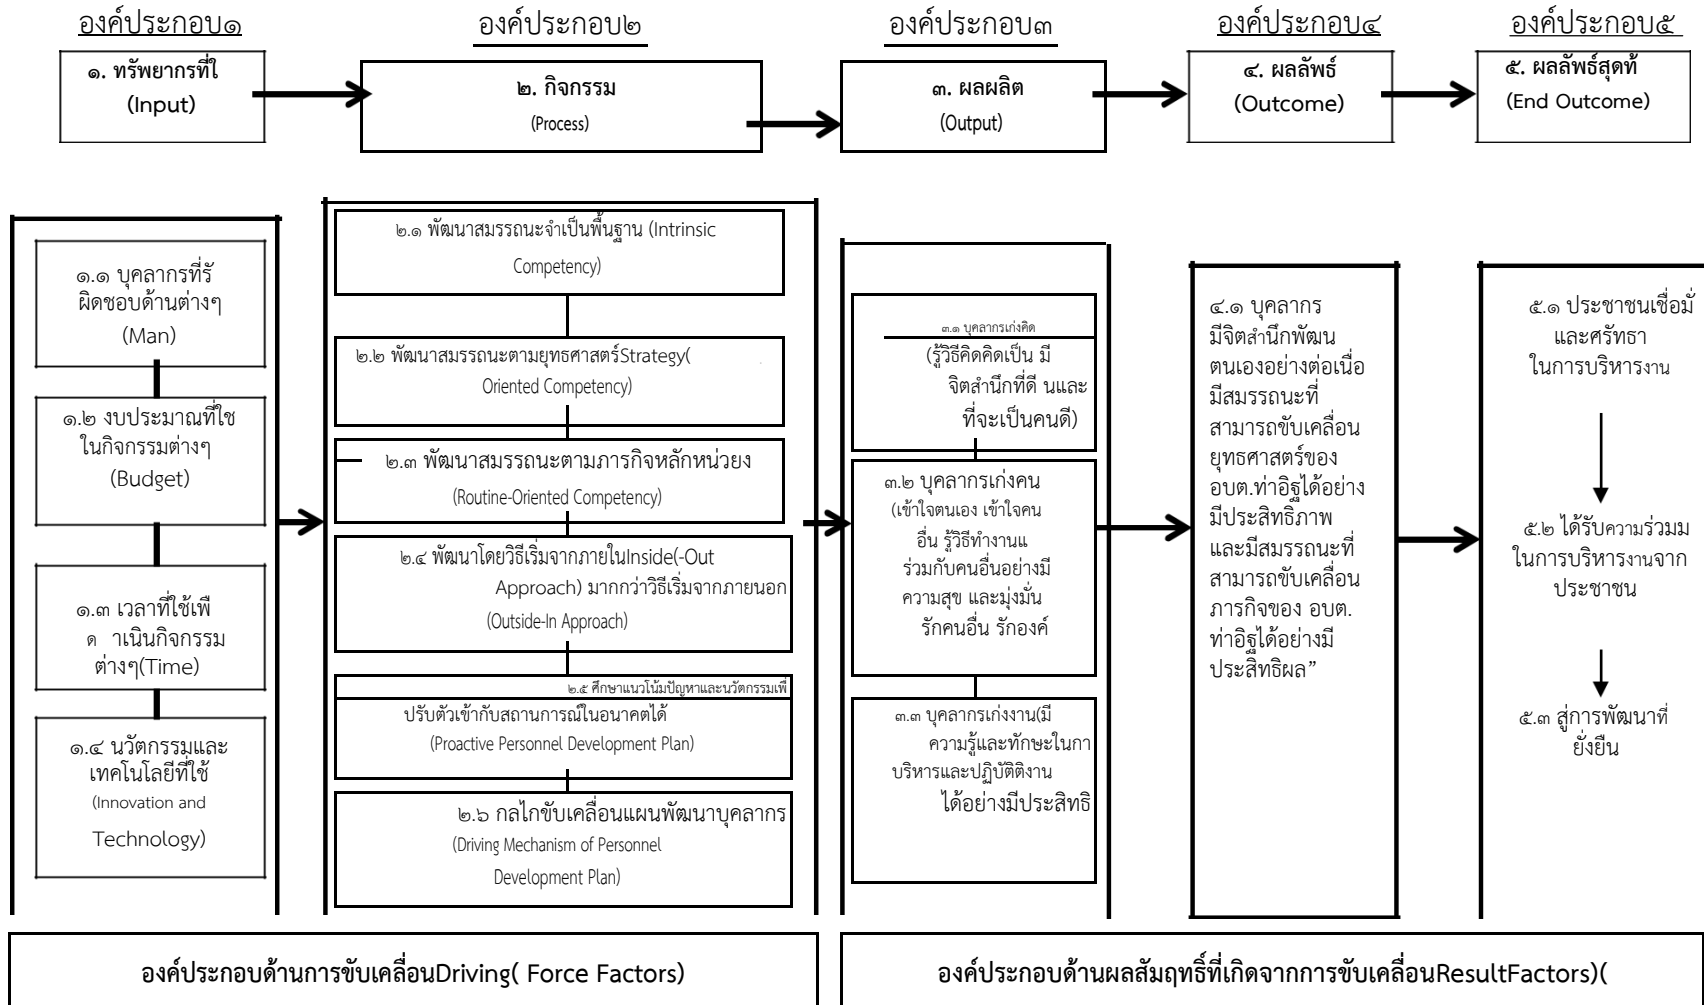 องค์ประกอบ๑
องค์ประกอบ๒
องค์ประกอบ๓
องค์ประกอบ๔
องค์ประกอบ๕
๑. ทรัพยากรที่ใ
(Input)
๒. กิจกรรม
(Process)
๓. ผลผลิต
(Output)
๔. ผลลัพธ์
(Outcome)
๕. ผลลัพธ์สุดท้
(End Outcome)
๑.๑ บุคลากรที่รั
ผิดชอบด้านต่างๆ
(Man)
๑.๒ งบประมาณที่ใช
ในกิจกรรมต่างๆ
(Budget)
๑.๓ เวลาที่ใช้เพื
ด าเนินกิจกรรม
ต่างๆ(Time)
๑.๔ นวัตกรรมและ
เทคโนโลยีที่ใช้
(Innovation and
Technology)
๒.๑ พัฒนาสมรรถนะจำเป็นพื้นฐาน (Intrinsic
Competency)
๒.๒ พัฒนาสมรรถนะตามยุทธศาสตร์Strategy(
Oriented Competency)
๒.๓ พัฒนาสมรรถนะตามภารกิจหลักหน่วยง
(Routine-Oriented Competency)
๒.๔ พัฒนาโดยวิธีเริ่มจากภายในInside(-Out
Approach) มากกว่าวิธีเริ่มจากภายนอก
(Outside-In Approach)
๒.๕ ศึกษาแนวโน้มปัญหาและนวัตกรรมเพื่
ปรับตัวเข้ากับสถานการณ์ในอนาคตได้
(Proactive Personnel Development Plan)
๒.๖ กลไกขับเคลื่อนแผนพัฒนาบุคลากร
(Driving Mechanism of Personnel
Development Plan)
๓.๑ บุคลากรเก่งคิด
(รู้วิธีคิดคิดเป็น มี
จิตสำนึกที่ดี นและ
ที่จะเป็นคนดี)
๓.๒ บุคลากรเก่งคน
(เข้าใจตนเอง เข้าใจคน
อื่น รู้วิธีทำงานแ
ร่วมกับคนอื่นอย่างมี
ความสุข และมุ่งมั่น
รักคนอื่น รักองค์
๓.๓ บุคลากรเก่งงาน(มี
ความรู้และทักษะในกา
บริหารและปฏิบัติติงาน
ได้อย่างมีประสิทธิ
๔.๑ บุคลากร
มีจิตสำนึกพัฒน
ตนเองอย่างต่อเนื่อ
มีสมรรถนะที่
สามารถขับเคลื่อน
ยุทธศาสตร์ของ
อบต.ท่าอิฐได้อย่าง
มีประสิทธิภาพ
และมีสมรรถนะที่
สามารถขับเคลื่อน
ภารกิจของ อบต.
ท่าอิฐได้อย่างมี
ประสิทธิผล”
๕.๑ ประชาชนเชื่อมั่
และศรัทธา
ในการบริหารงาน
๕.๒ ได้รับความร่วมม
ในการบริหารงานจาก
ประชาชน
๕.๓ สู่การพัฒนาที่
ยั่งยืน
องค์ประกอบด้านการขับเคลื่อนDriving( Force Factors)
องค์ประกอบด้านผลสัมฤทธิ์ที่เกิดจากการขับเคลื่อนResultFactors)(